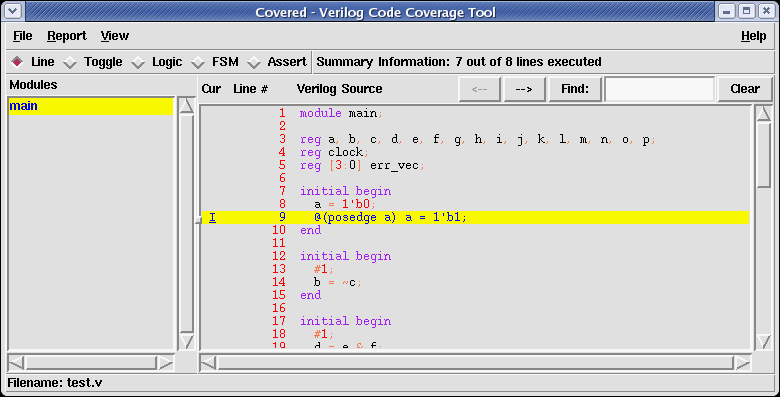 Covered - Verilog Code Coverage Tool
File Report View Help
Line Toggle Logic FSM Assert Summary Information: 7 out of 8 lines executed
Modules Cur Line # Verilog Source <-- --> Find: Clear
main
1 module main;
2
3 reg a, b, c, d, e, f, g, h, i, j, k, l, m, n, o, p;
4 reg clock;
5 reg [3:0] err_vec;
6
7 initial begin
8 a = 1'b0;
I 9 @(posedge a) a = 1'b1;
10 end
11
12 initial begin
13 #1;
14 b = ~c;
15 end
16
17 initial begin
18 #1;
19 d = e & f;
Filename: test.v